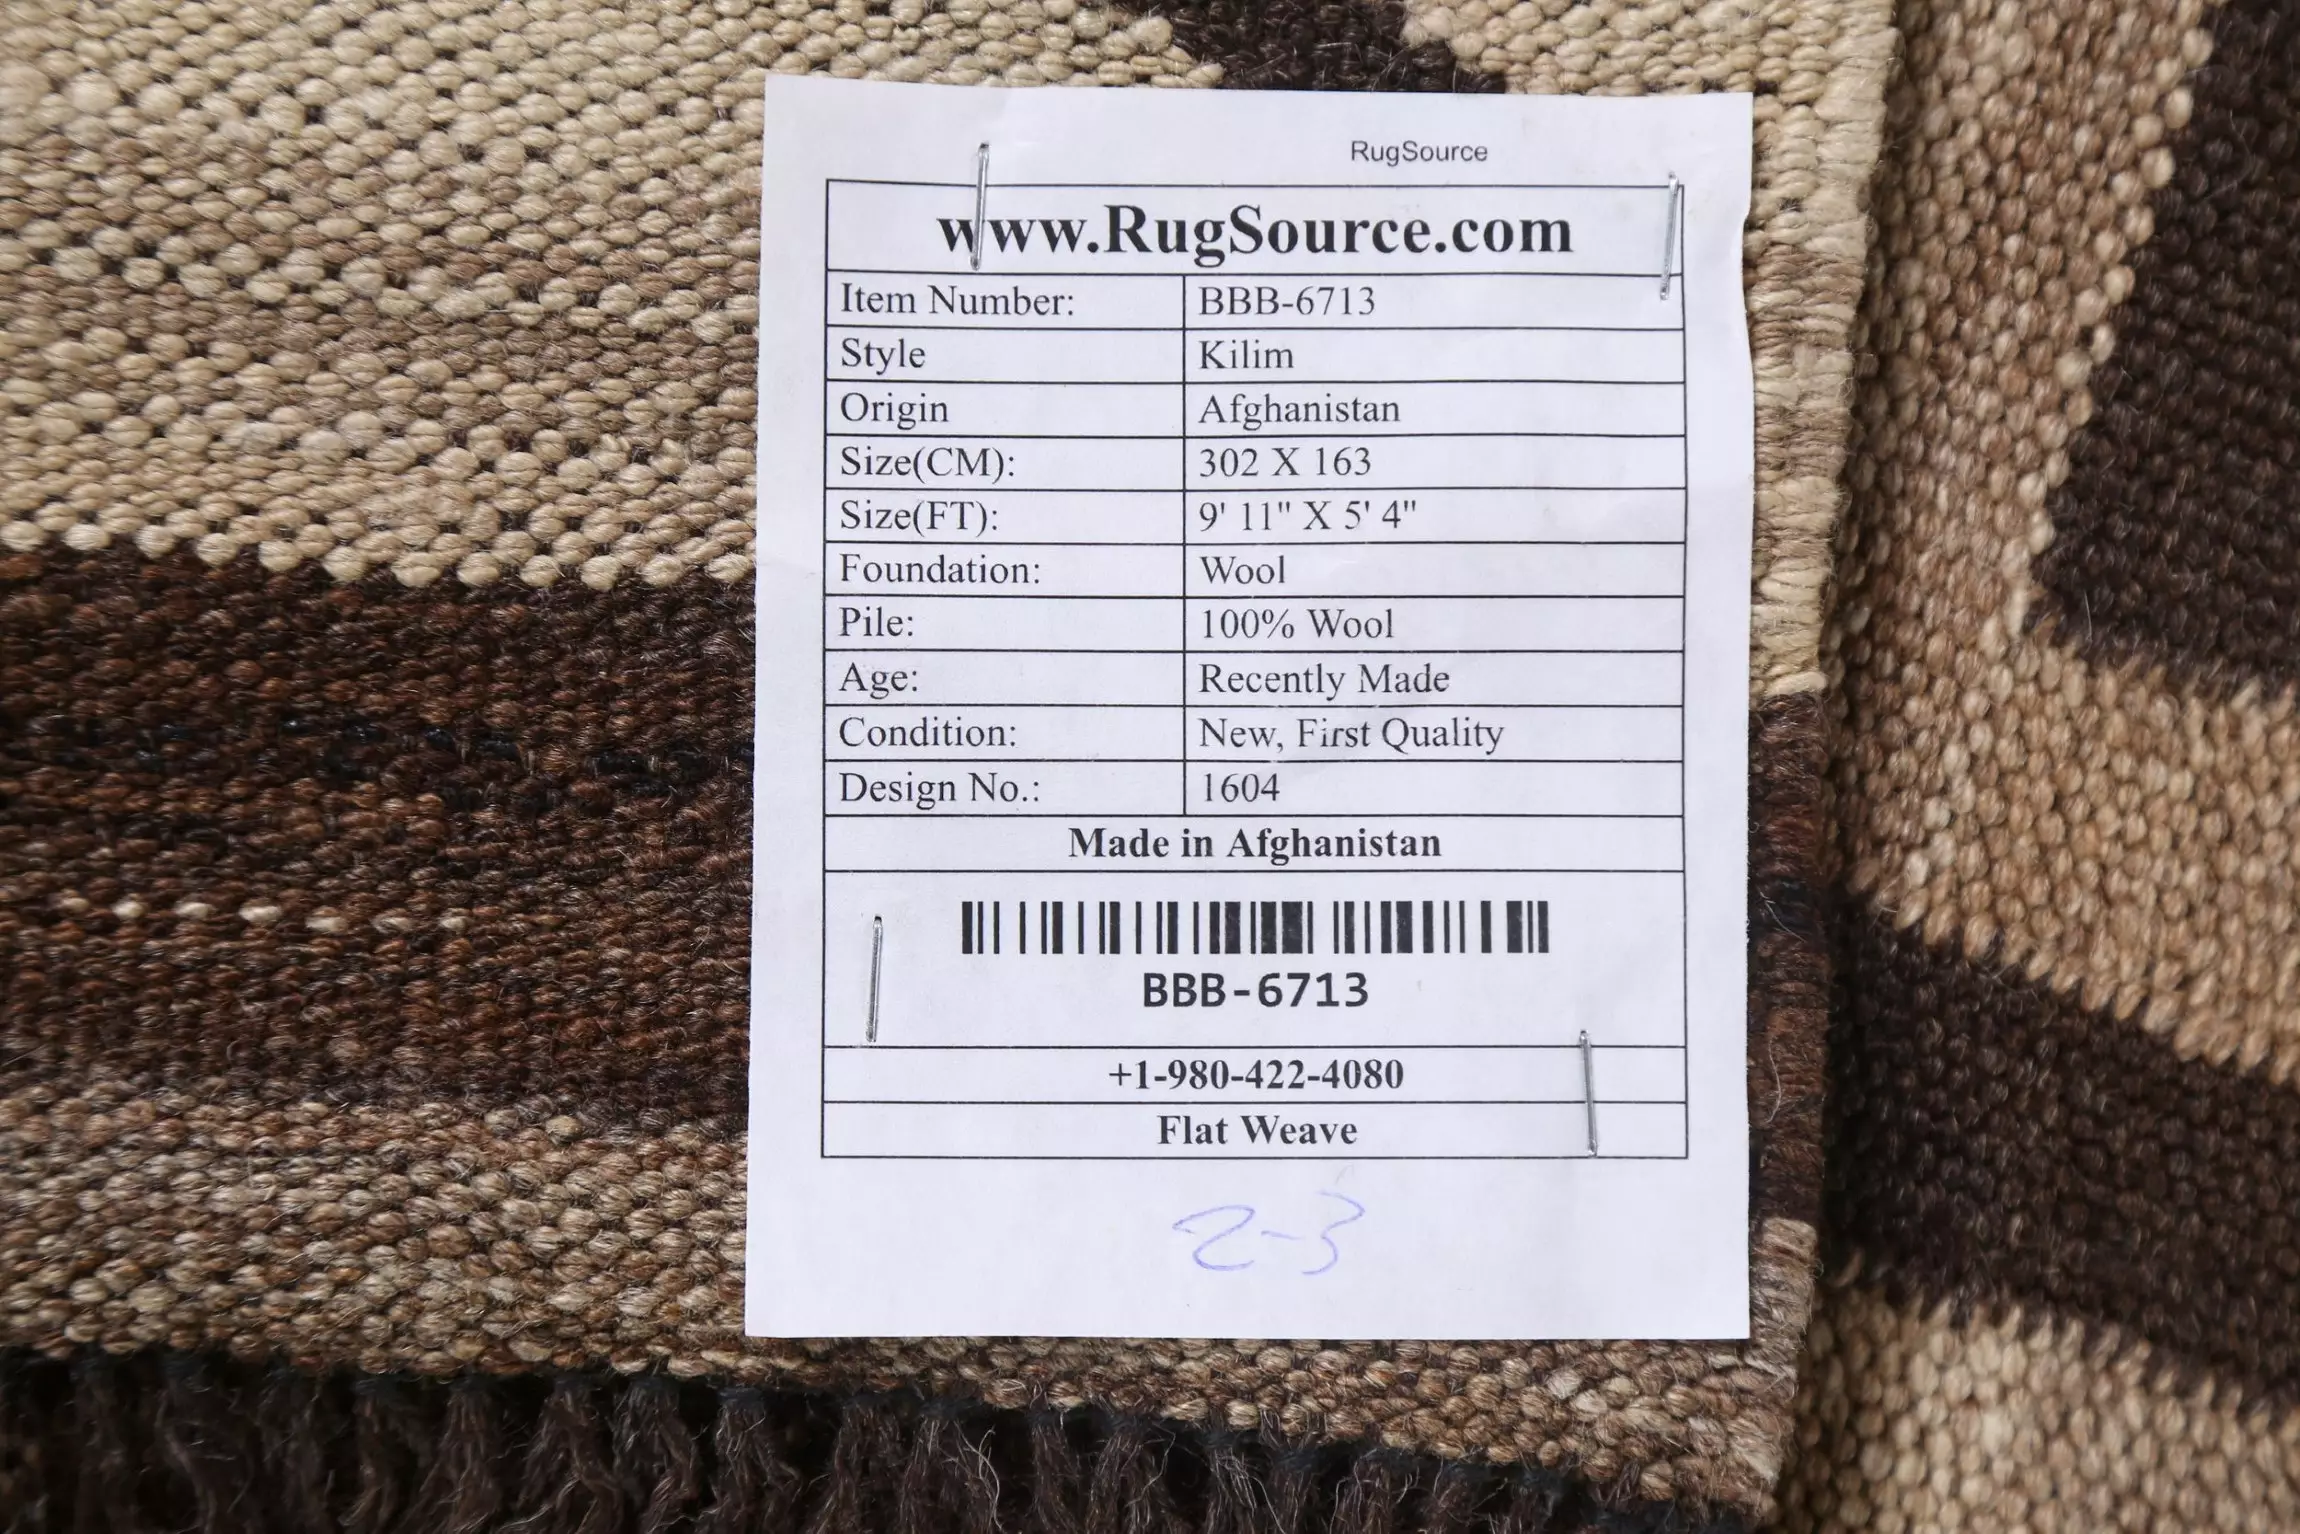 RugSource
www.RugSource.com
Item Number: BBB-6713
Style Kilim
Origin Afghanistan
Size(CM): 302 X 163
Size(FT): 9' 11" X 5' 4"
Foundation: Wool
Pile: 100% Wool
Age: Recently Made
Condition: New, First Quality
Design No.: 1604
Made in Afghanistan
BBB-6713
+1-980-422-4080
Flat Weave
2-3